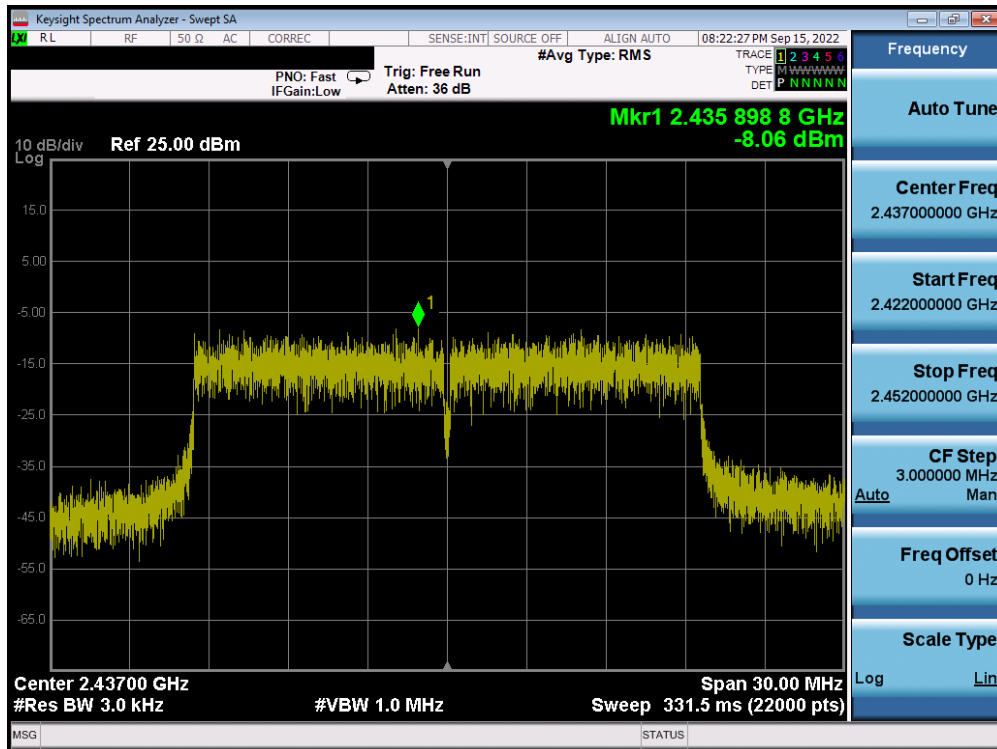 Keysight Spectrum Analyzer - Swept SA
LXI RL RF 50 Ω AC CORREC SENSE:INT SOURCE OFF ALIGN AUTO 08:22:27 PM Sep 15, 2022
#Avg Type: RMS
TRACE 1 2 3 4 5 6
PNO: Fast Trig: Free Run
TYPE M W W W W W
IFGain:Low Atten: 36 dB
DET P N N N N N
Mkr1 2.435 898 8 GHz
-8.06 dBm
10 dB/div Ref 25.00 dBm
Log
15.0
5.00
1
-5.00
-15.0
-25.0
-35.0
-45.0
-55.0
-65.0
Center 2.43700 GHz Span 30.00 MHz
#Res BW 3.0 kHz #VBW 1.0 MHz Sweep 331.5 ms (22000 pts)
MSG STATUS
Frequency
Auto Tune
Center Freq
2.437000000 GHz
Start Freq
2.422000000 GHz
Stop Freq
2.452000000 GHz
CF Step
3.000000 MHz
Auto Man
Freq Offset
0 Hz
Scale Type
Log Lin